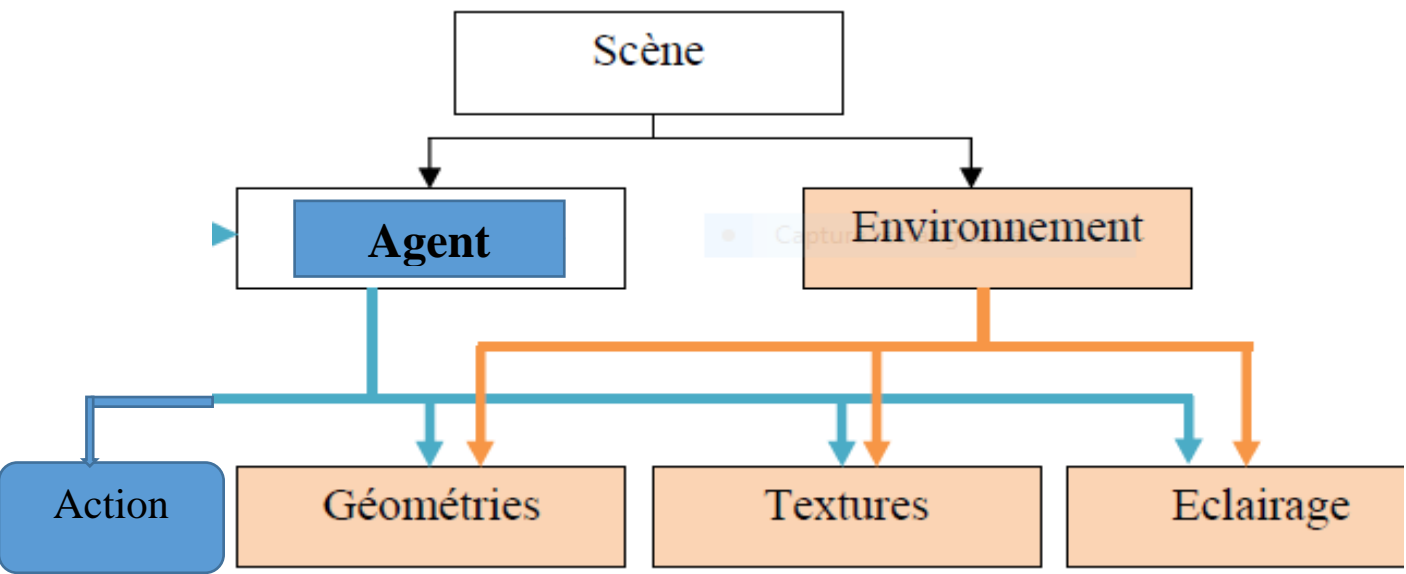 Scène
Agent
Environnement
Action
Géométries
Textures
Eclairage